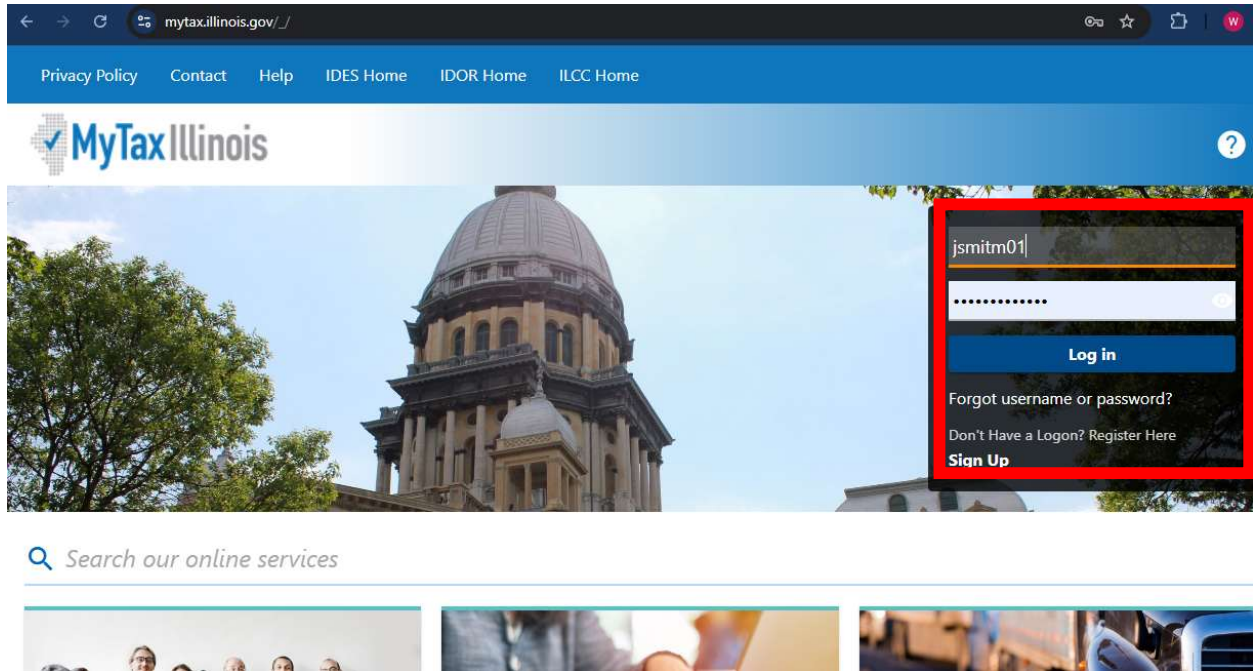 mytax.illinois.gov/_/
W
Privacy Policy Contact Help IDES Home IDOR Home ILCC Home
MyTax Illinois
?
jsmitm01
•••••••••••••
Log in
Forgot username or password?
Don't Have a Logon? Register Here
Sign Up
Search our online services